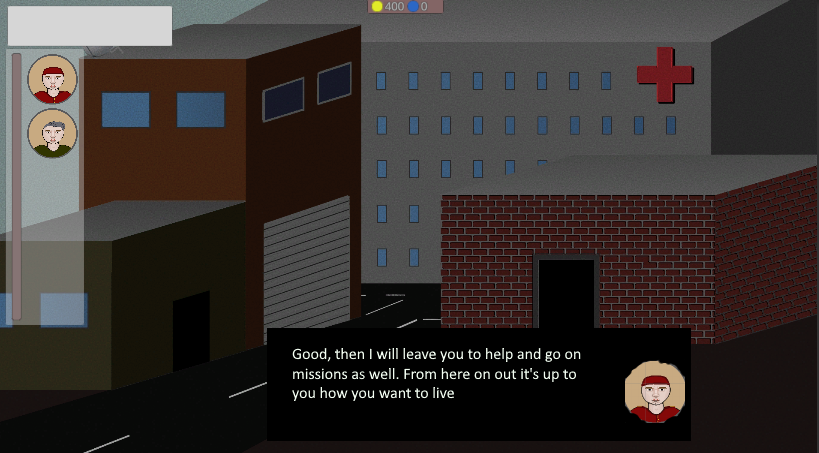 400 0
Good, then I will leave you to help and go on
missions as well. From here on out it's up to
you how you want to live